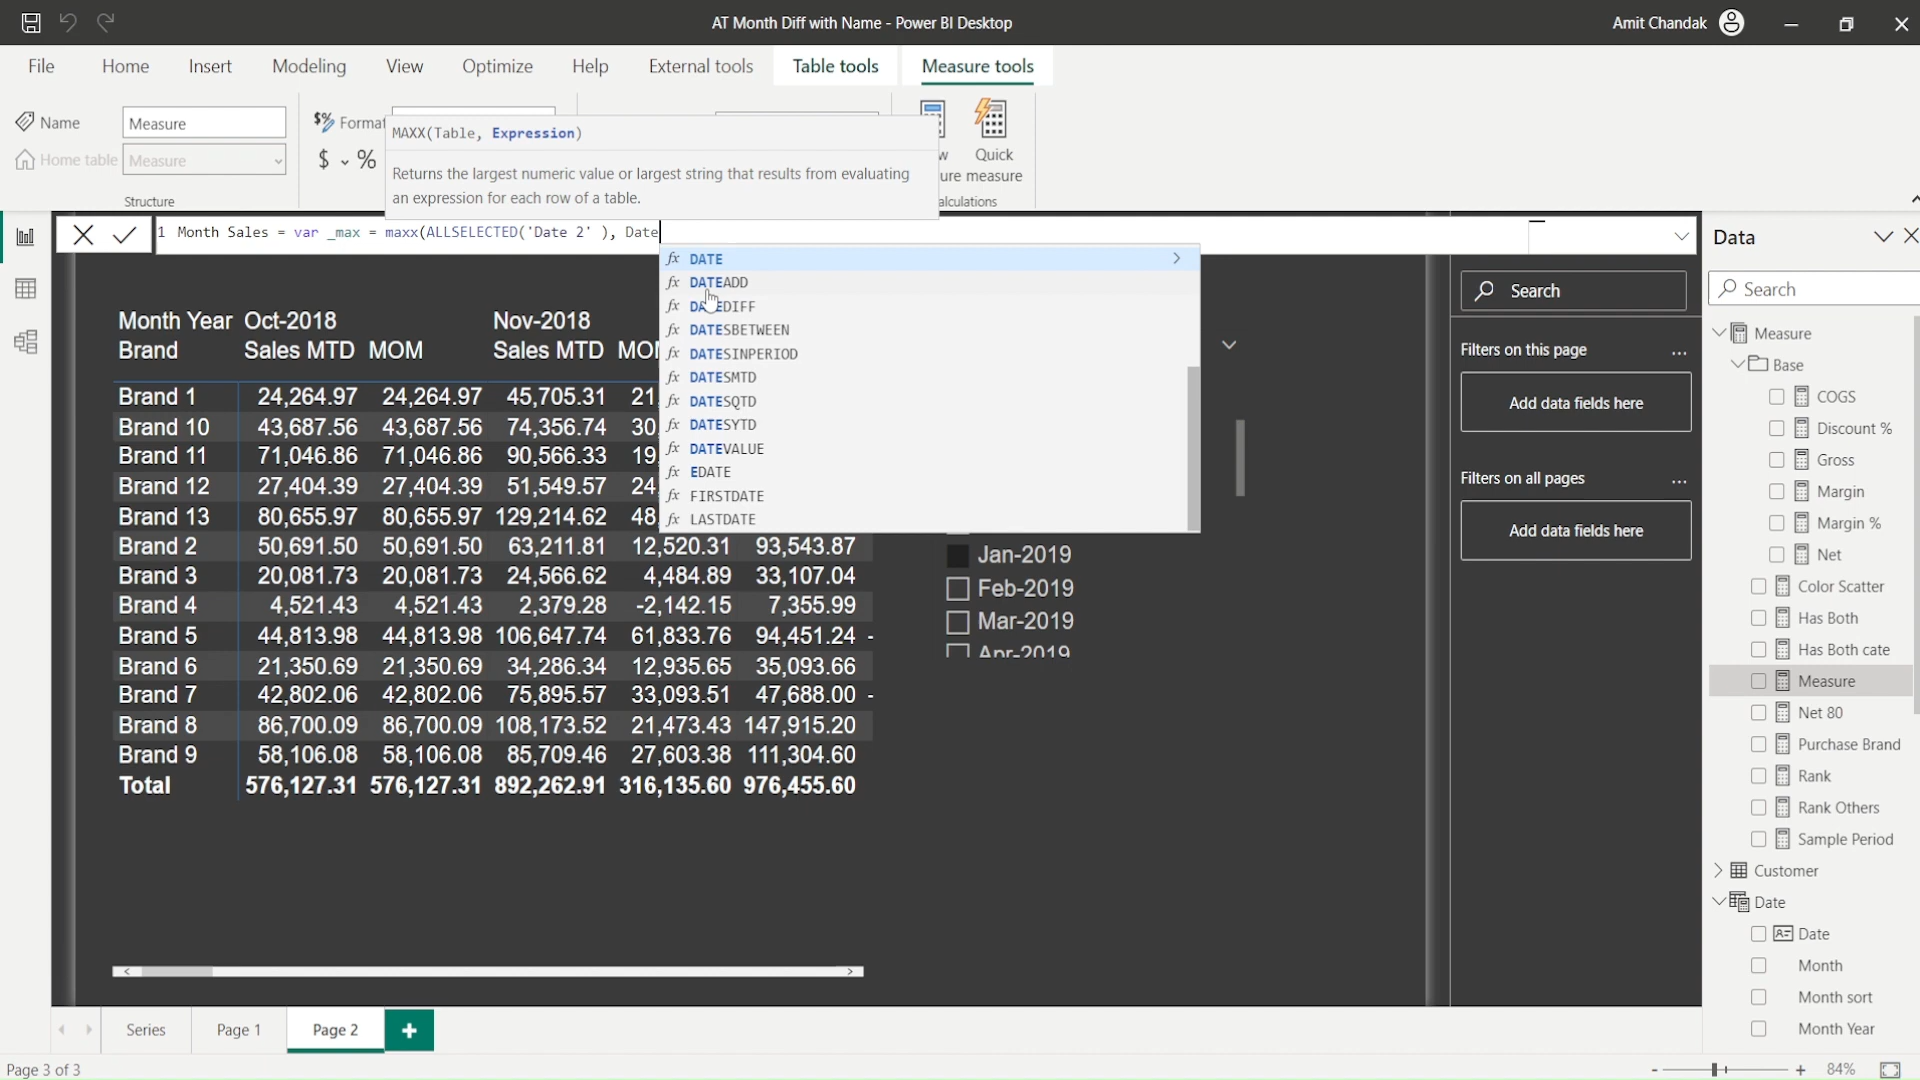 AT Month Diff with Name - Power BI Desktop
Amit Chandak
File
Home
Insert
Modeling
View
Optimize
Help
External tools
Table tools
Measure tools
Name
Measure
Home table
Measure
Structure
$ %
Quick
measure
MAXX(Table, Expression)
Returns the largest numeric value or largest string that results from evaluating
an expression for each row of a table.
1 Month Sales = var _max = maxx(ALLSELECTED('Date 2' ), Date
DATE
DATEADD
DATEDIFF
DATESBETWEEN
DATESINPERIOD
DATESMTD
DATESQTD
DATESYTD
DATEVALUE
EDATE
FIRSTDATE
LASTDATE
Month Year Oct-2018 Nov-2018
Brand Sales MTD MOM Sales MTD
Brand 1 24,264.97 24,264.97 45,705.31
Brand 10 43,687.56 43,687.56 74,356.74
Brand 11 71,046.86 71,046.86 90,566.33
Brand 12 27,404.39 27,404.39 51,549.57
Brand 13 80,655.97 80,655.97 129,214.62
Brand 2 50,691.50 50,691.50 63,211.81 12,520.31 93,543.87
Brand 3 20,081.73 20,081.73 24,566.62 4,484.89 33,107.04
Brand 4 4,521.43 4,521.43 2,379.28 -2,142.15 7,355.99
Brand 5 44,813.98 44,813.98 106,647.74 61,833.76 94,451.24 -
Brand 6 21,350.69 21,350.69 34,286.34 12,935.65 35,093.66
Brand 7 42,802.06 42,802.06 75,895.57 33,093.51 47,688.00 -
Brand 8 86,700.09 86,700.09 108,173.52 21,473.43 147,915.20
Brand 9 58,106.08 58,106.08 85,709.46 27,603.38 111,304.60
Total 576,127.31 576,127.31 892,262.91 316,135.60 976,455.60
Jan-2019
Feb-2019
Mar-2019
Apr-2019
Search
Filters on this page ...
Add data fields here
Filters on all pages ...
Add data fields here
Data
Search
Measure
Base
COGS
Discount %
Gross
Margin
Margin %
Net
Color Scatter
Has Both
Has Both cate
Measure
Net 80
Purchase Brand
Rank
Rank Others
Sample Period
Customer
Date
Date
Month
Month sort
Month Year
Series
Page 1
Page 2
Page 3 of 3
- + 84%